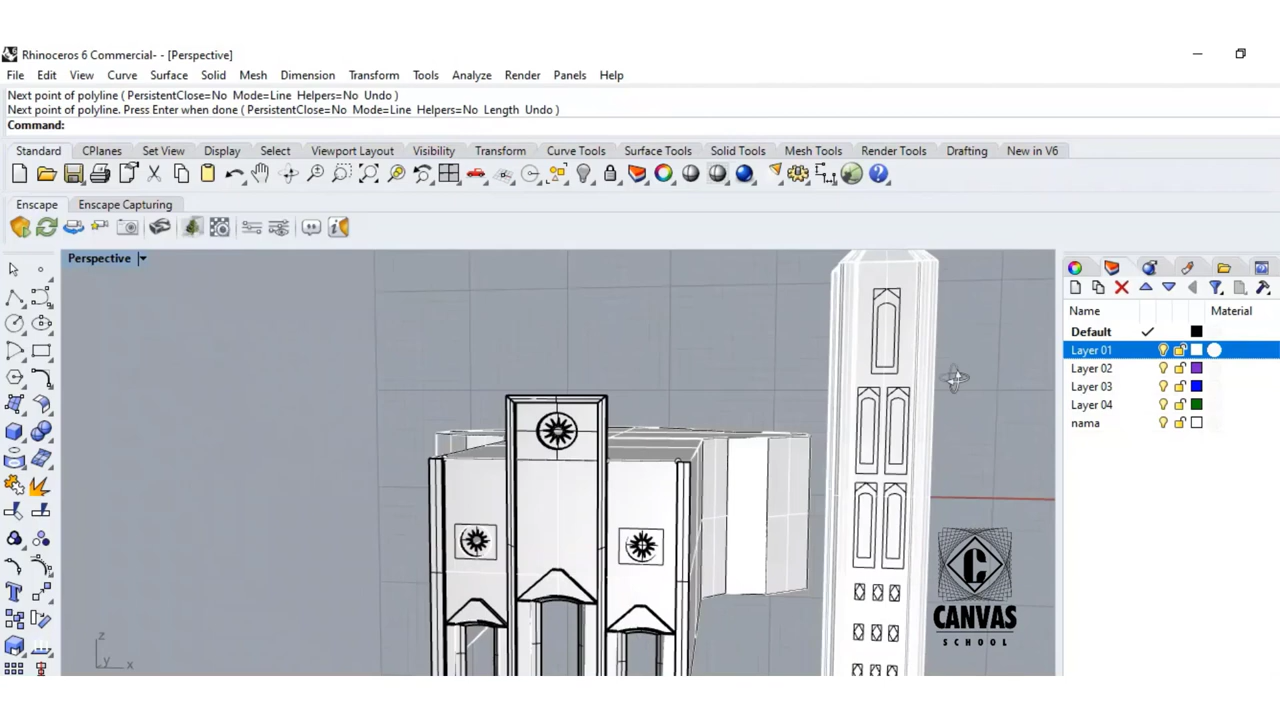 Rhinoceros 6 Commercial- - [Perspective]
File Edit View Curve Surface Solid Mesh Dimension Transform Tools Analyze Render Panels Help
Next point of polyline ( PersistentClose=No Mode=Line Helpers=No Undo )
Next point of polyline. Press Enter when done ( PersistentClose=No Mode=Line Helpers=No Length Undo )
Command:
Standard CPlanes Set View Display Select Viewport Layout Visibility Transform Curve Tools Surface Tools Solid Tools Mesh Tools Render Tools Drafting New in V6
Enscape Enscape Capturing
Perspective
Name Material
Default
Layer 01
Layer 02
Layer 03
Layer 04
nama
C
CANVAS
SCHOOL
z
y x